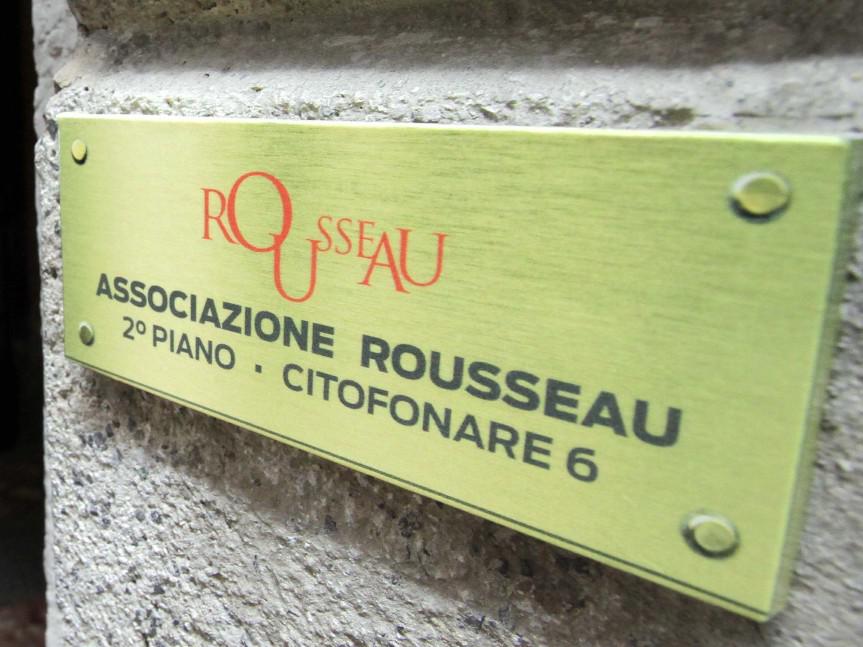 ROUSSEAU
ASSOCIAZIONE ROUSSEAU
2º PIANO · CITOFONARE 6